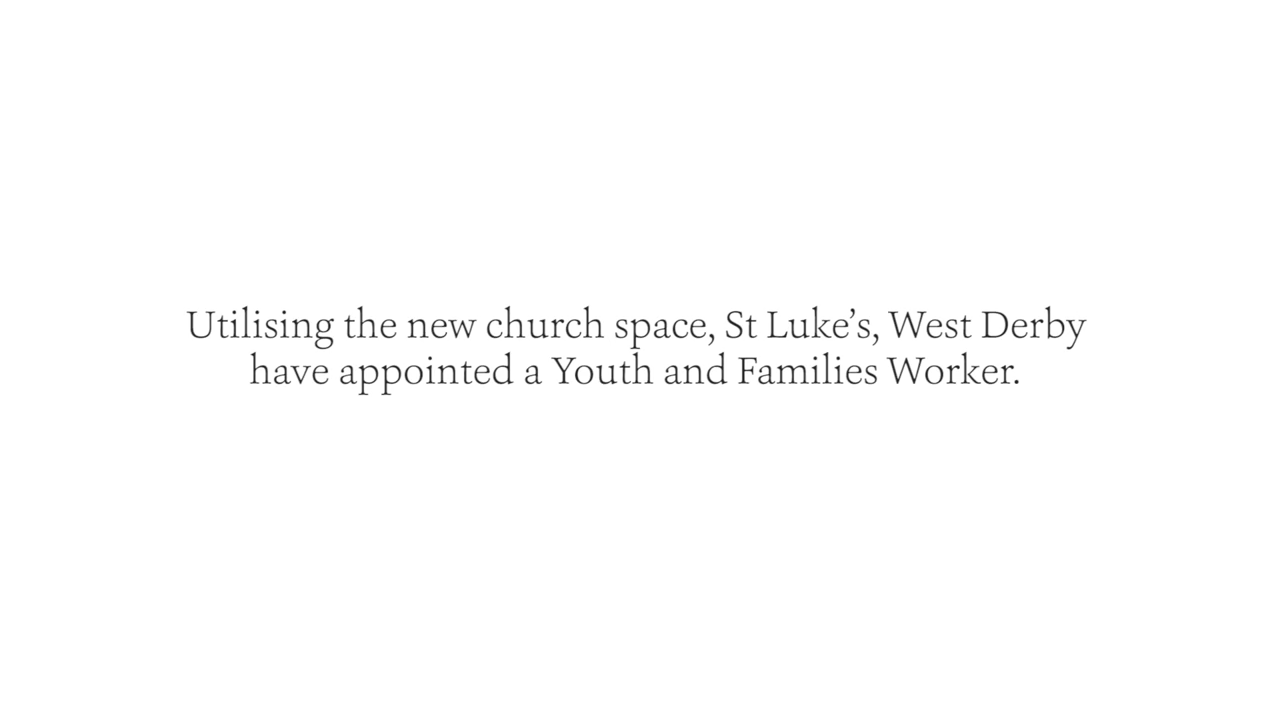 Utilising the new church space, St Luke’s, West Derby
have appointed a Youth and Families Worker.